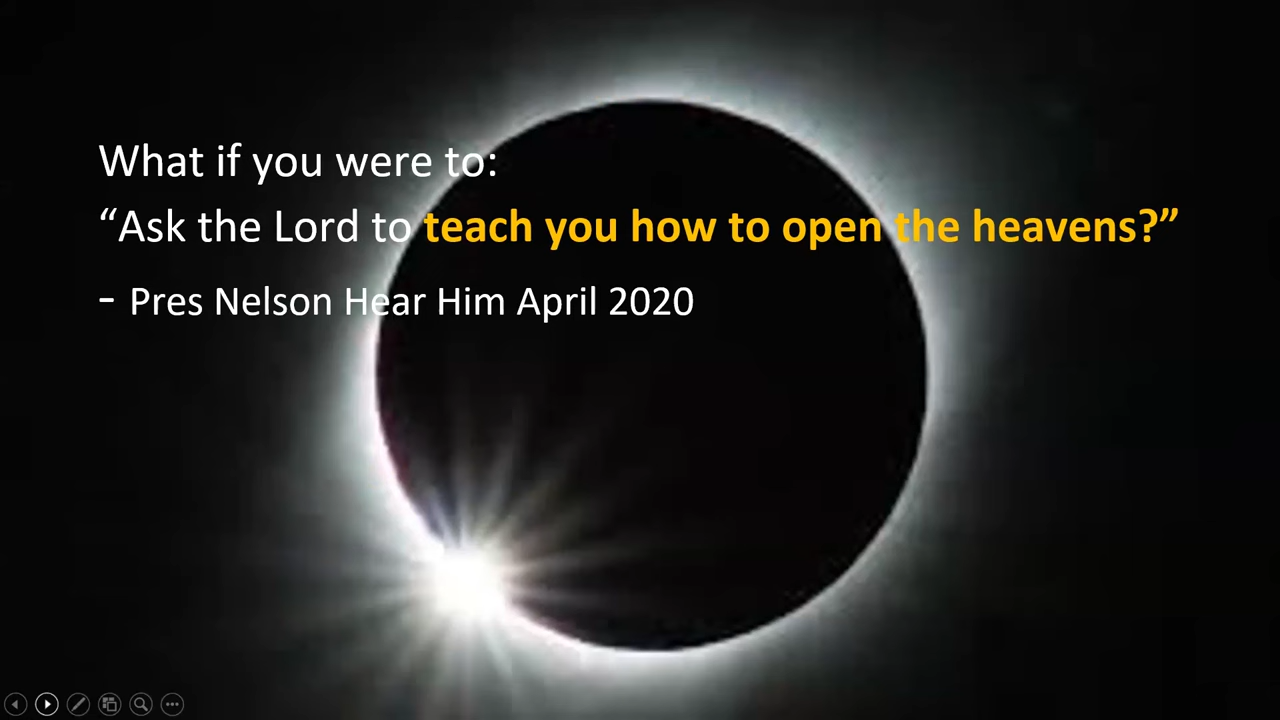 What if you were to:
“Ask the Lord to teach you how to open the heavens?”
- Pres Nelson Hear Him April 2020